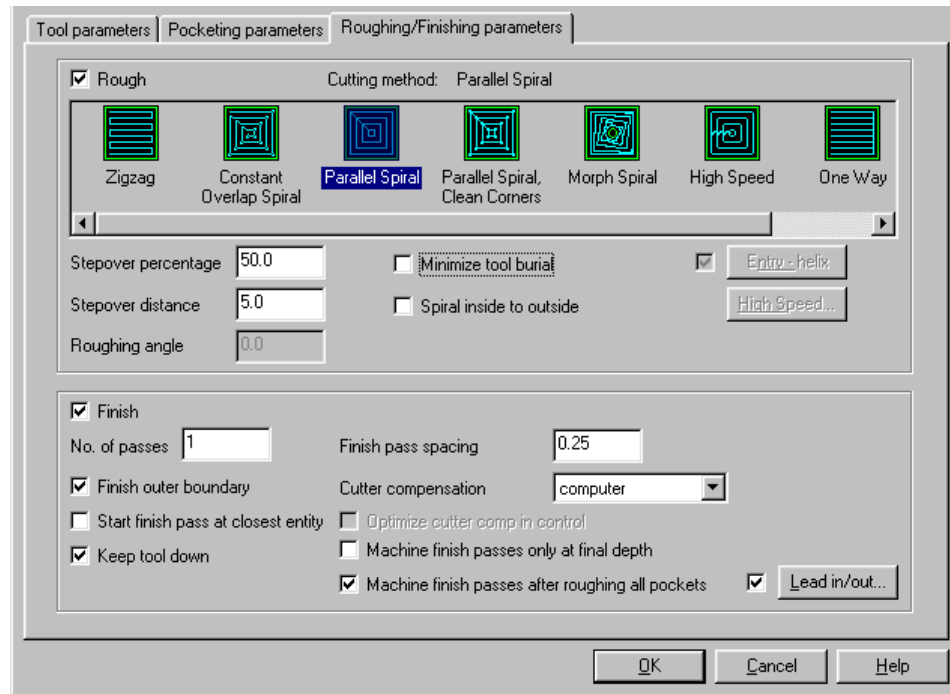 Tool parameters Pocketing parameters Roughing/Finishing parameters
Rough Cutting method: Parallel Spiral
Zigzag Constant Overlap Spiral Parallel Spiral Parallel Spiral, Clean Corners Morph Spiral High Speed One Way
Stepover percentage 50.0 Minimize tool burial Entry - helix
Stepover distance 5.0 Spiral inside to outside High Speed...
Roughing angle 0.0
Finish
No. of passes 1 Finish pass spacing 0.25
Finish outer boundary Cutter compensation computer
Start finish pass at closest entity Optimize cutter comp in control
Keep tool down Machine finish passes only at final depth
Machine finish passes after roughing all pockets Lead in/out...
OK Cancel Help